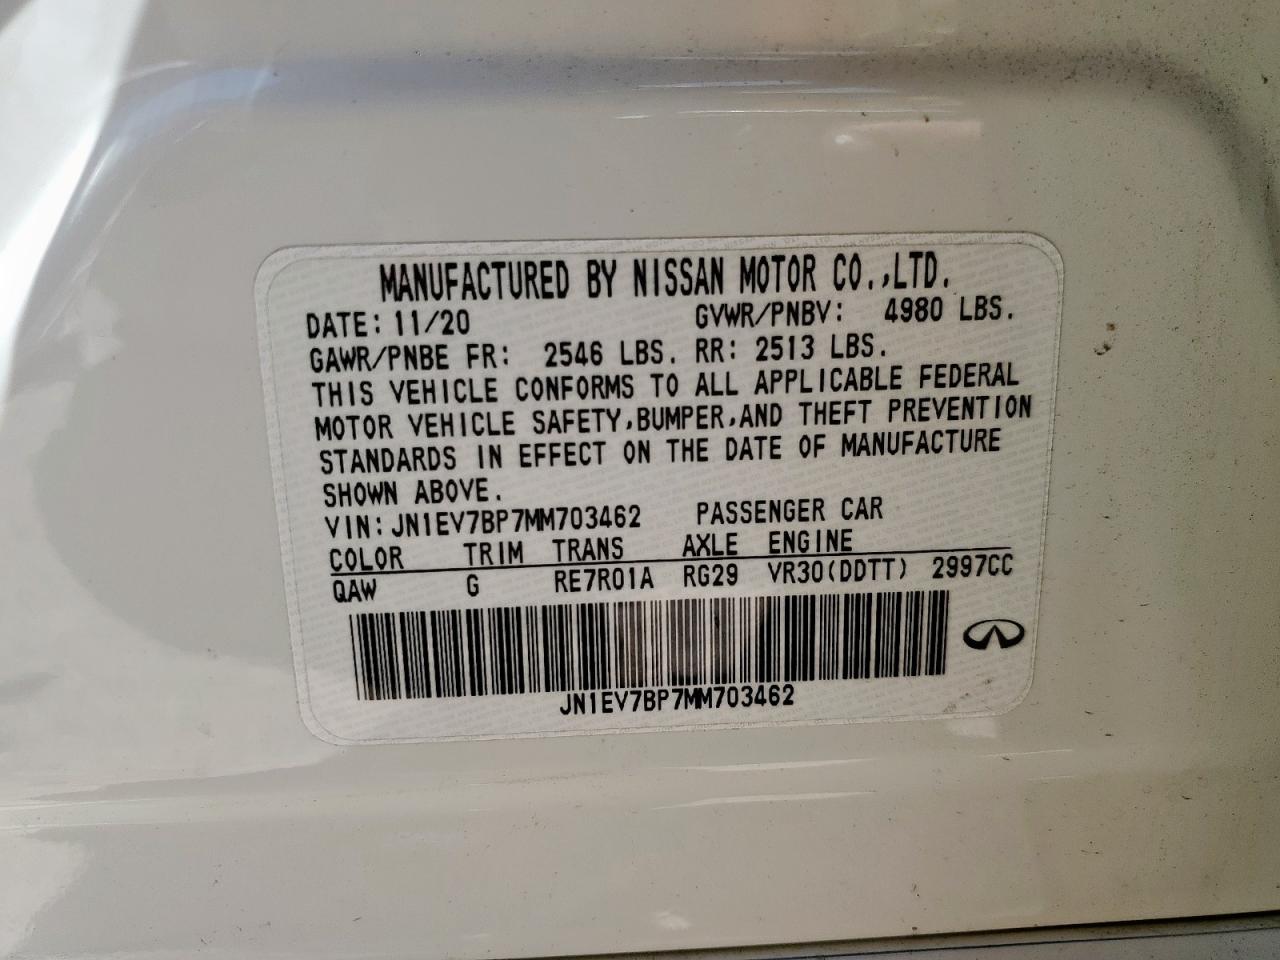 MANUFACTURED BY NISSAN MOTOR CO.,LTD.
DATE: 11/20 GVWR/PNBV: 4980 LBS.
GAWR/PNBE FR: 2546 LBS. RR: 2513 LBS.
THIS VEHICLE CONFORMS TO ALL APPLICABLE FEDERAL
MOTOR VEHICLE SAFETY,BUMPER,AND THEFT PREVENTION
STANDARDS IN EFFECT ON THE DATE OF MANUFACTURE
SHOWN ABOVE.
VIN: JN1EV7BP7MM703462 PASSENGER CAR
COLOR TRIM TRANS AXLE ENGINE
QAW G RE7R01A RG29 VR30(DDTT) 2997CC
JN1EV7BP7MM703462